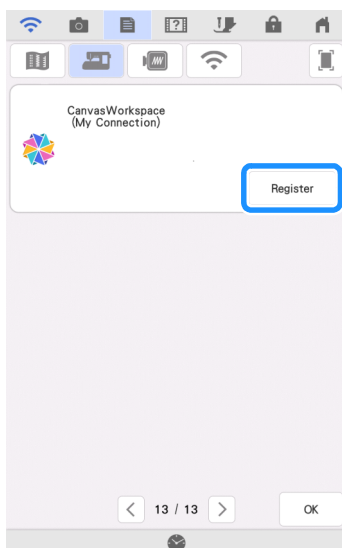 CanvasWorkspace
(My Connection)
Register
13 / 13
OK